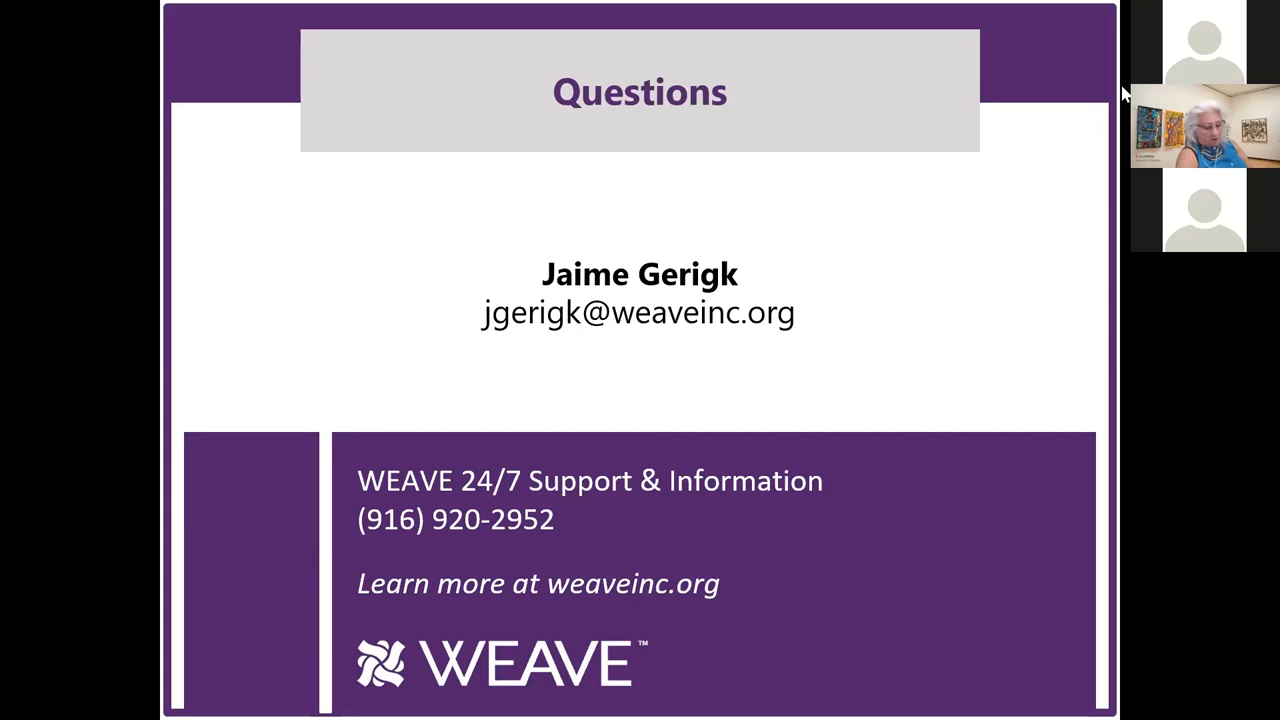 Questions
Jaime Gerigk
jgerigk@weaveinc.org
WEAVE 24/7 Support & Information
(916) 920-2952
Learn more at weaveinc.org
WEAVE™